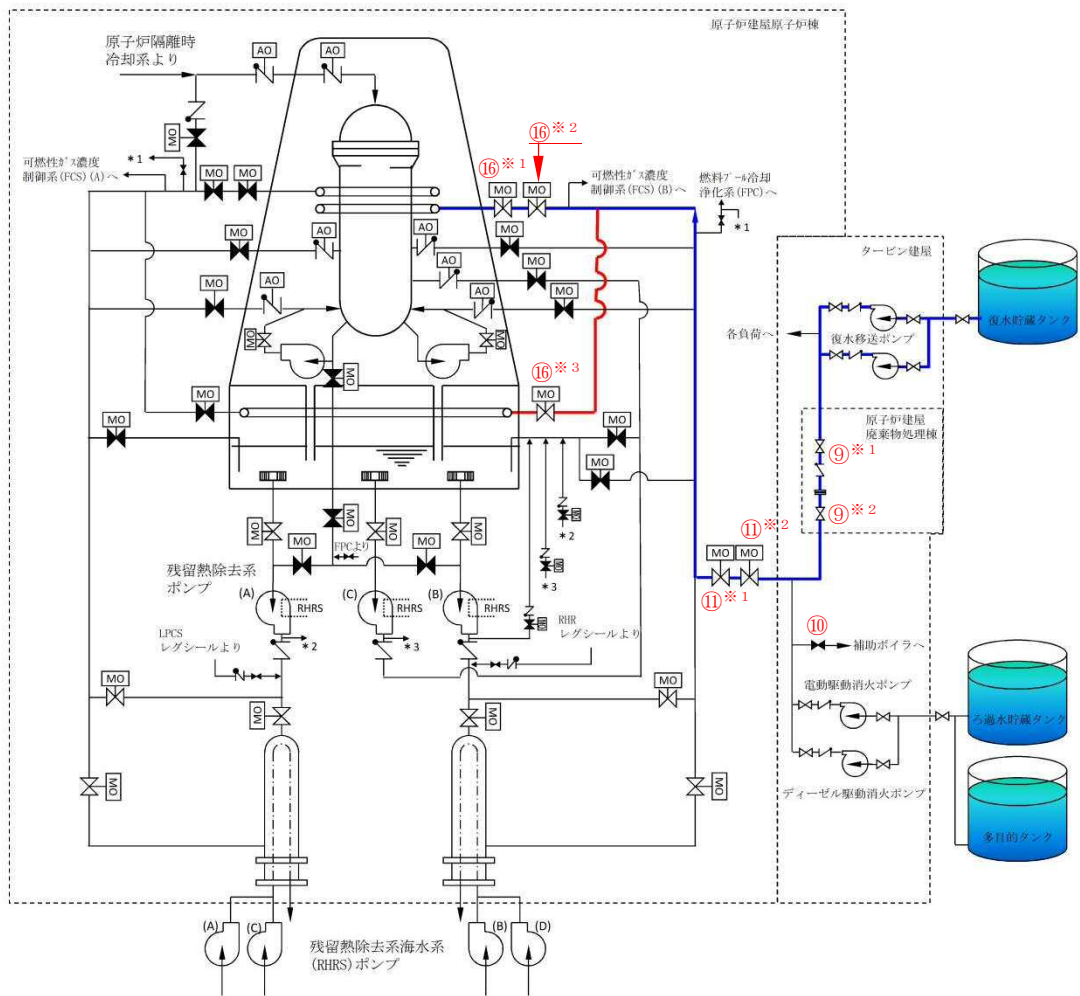 原子炉建屋原子炉棟
原子炉隔離時
冷却系より
AO
AO
MO
⑯※2
⑯※1
可燃性ガス濃度
制御系(FCS)(A)へ
*1
MO
MO
MO
MO
可燃性ガス濃度
制御系(FCS)(B)へ
燃料プール冷却
浄化系(FPC)へ
*1
タービン建屋
MO
AO
AO
MO
AO
MO
MO
AO
AO
MO
復水貯蔵タンク
各負荷へ
復水移送ポンプ
MO
MO
MO
⑯※3
MO
MO
原子炉建屋
廃棄物処理棟
⑨※1
MO
MO
MO
⑨※2
MO
*2
⑪※2
MO
MO
MO
MO
MO
FPCより
MO
MO
*3
MO
MO
⑪※1
残留熱除去系
ポンプ
(A)
RHRS
(C)
RHRS
(B)
RHRS
MO
⑩
補助ボイラへ
LPCS
レグシールより
*2
*3
RHR
レグシールより
MO
MO
電動駆動消火ポンプ
ろ過水貯蔵タンク
MO
MO
MO
MO
ディーゼル駆動消火ポンプ
多目的タンク
(A)
(C)
(B)
(D)
残留熱除去系海水系
(RHRS)ポンプ